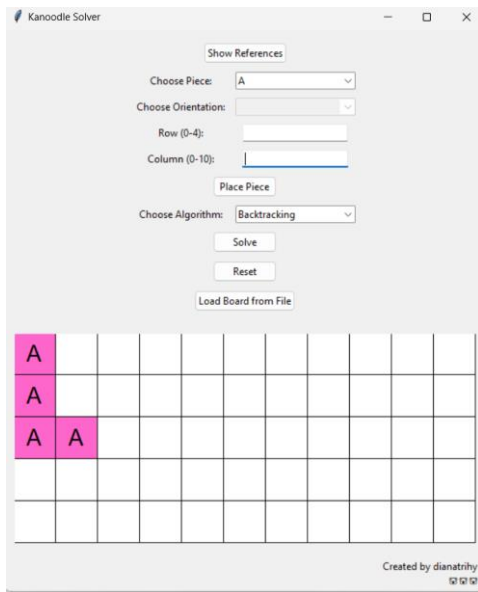 Kanoodle Solver
Show References
Choose Piece: A
Choose Orientation:
Row (0-4):
Column (0-10):
Place Piece
Choose Algorithm: Backtracking
Solve
Reset
Load Board from File
A
A
A A
Created by dianatrihy